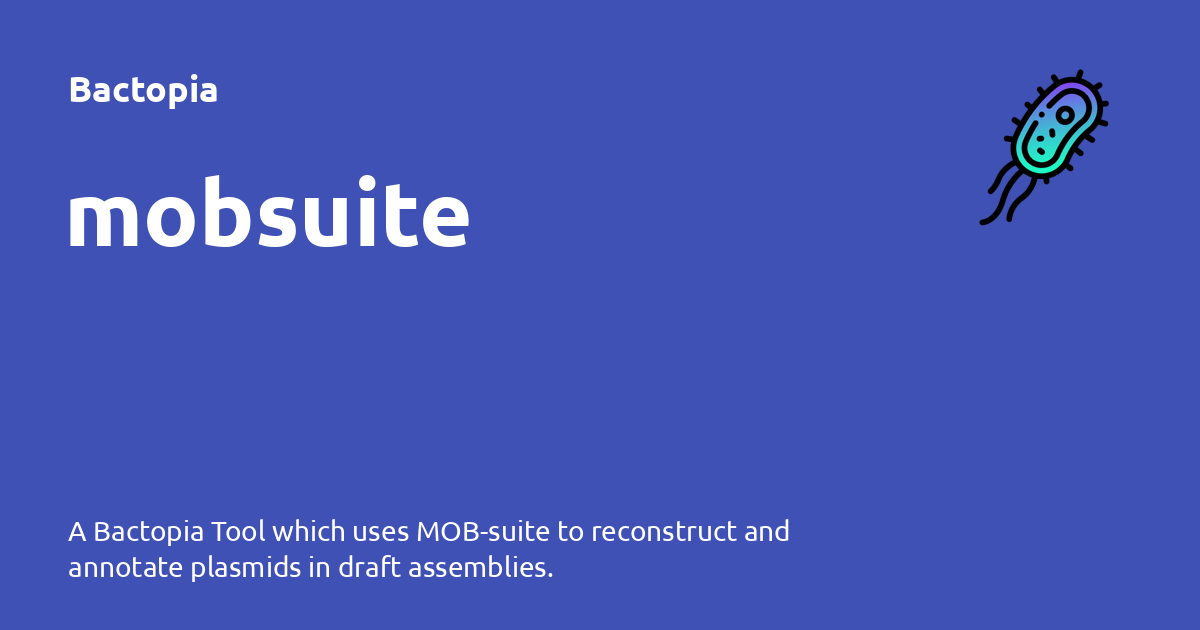 Bactopia
mobsuite
A Bactopia Tool which uses MOB-suite to reconstruct and
annotate plasmids in draft assemblies.